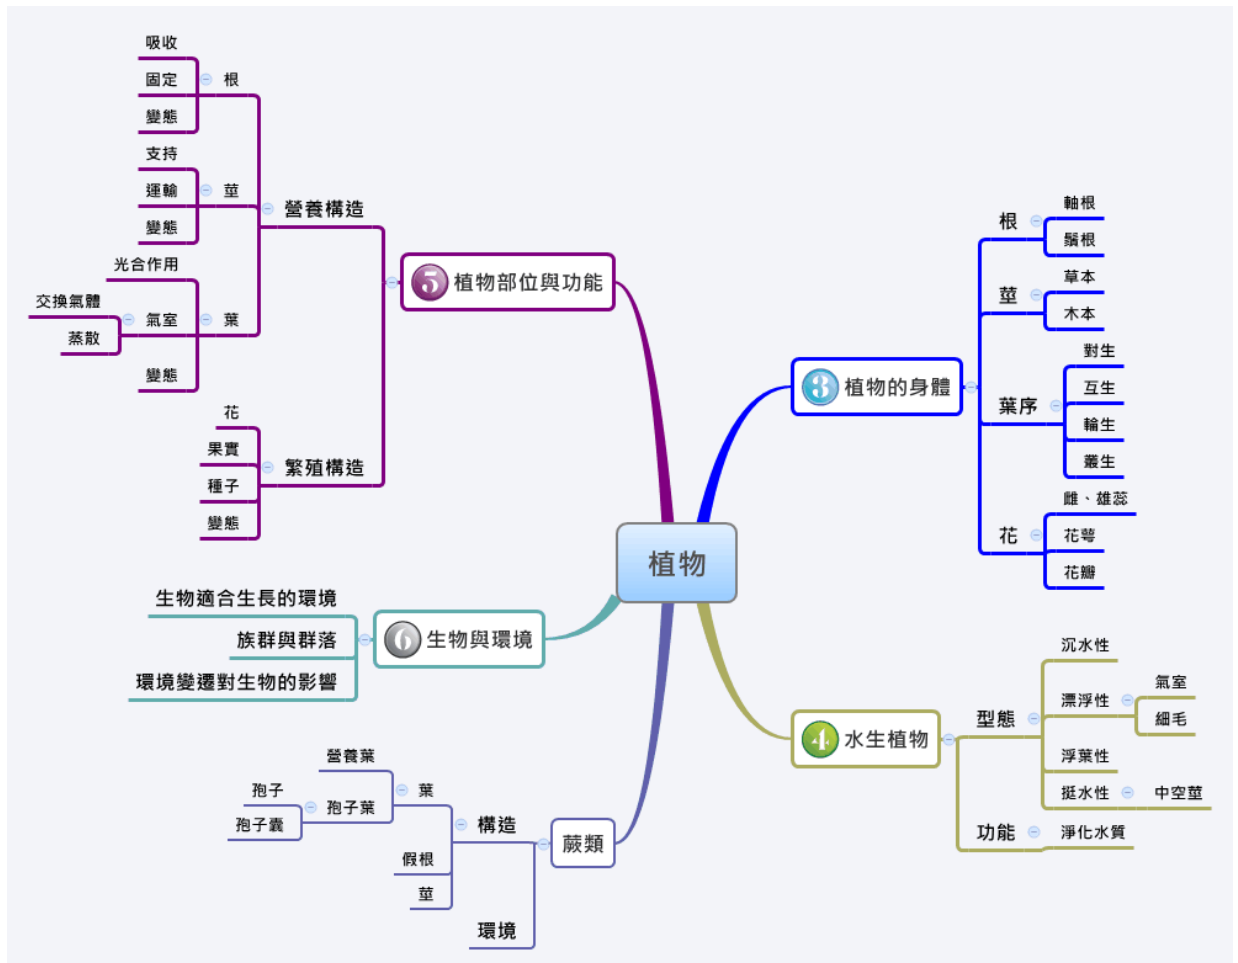 植物
3 植物的身體
根
軸根
鬚根
莖
草本
木本
葉序
對生
互生
輪生
叢生
花
雌、雄蕊
花萼
花瓣
4 水生植物
型態
沉水性
漂浮性
氣室
細毛
浮葉性
挺水性
中空莖
功能
淨化水質
5 植物部位與功能
營養構造
根
吸收
固定
變態
莖
支持
運輸
變態
葉
光合作用
氣室
交換氣體
蒸散
變態
繁殖構造
花
果實
種子
變態
6 生物與環境
生物適合生長的環境
族群與群落
環境變遷對生物的影響
蕨類
構造
葉
營養葉
孢子葉
孢子
孢子囊
假根
莖
環境